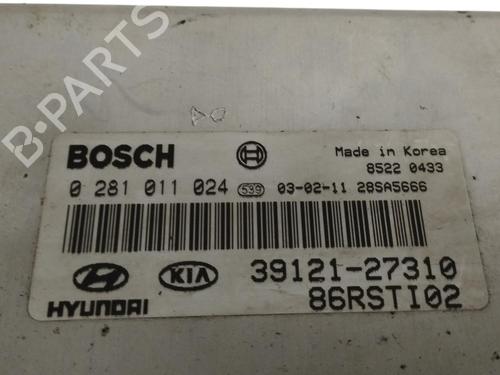 B-PARTS
BOSCH
Made in Korea
8522 0433
0 281 011 024 539 03-02-11 28SA5666
HYUNDAI
KIA
39121-27310
86RSTI02